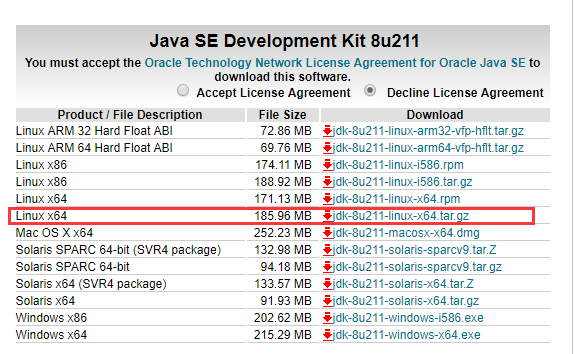 Java SE Development Kit 8u211
You must accept the Oracle Technology Network License Agreement for Oracle Java SE to
download this software.
Accept License Agreement Decline License Agreement
Product / File Description File Size Download
Linux ARM 32 Hard Float ABI 72.86 MB jdk-8u211-linux-arm32-vfp-hflt.tar.gz
Linux ARM 64 Hard Float ABI 69.76 MB jdk-8u211-linux-arm64-vfp-hflt.tar.gz
Linux x86 174.11 MB jdk-8u211-linux-i586.rpm
Linux x86 188.92 MB jdk-8u211-linux-i586.tar.gz
Linux x64 171.13 MB jdk-8u211-linux-x64.rpm
Linux x64 185.96 MB jdk-8u211-linux-x64.tar.gz
Mac OS X x64 252.23 MB jdk-8u211-macosx-x64.dmg
Solaris SPARC 64-bit (SVR4 package) 132.98 MB jdk-8u211-solaris-sparcv9.tar.Z
Solaris SPARC 64-bit 94.18 MB jdk-8u211-solaris-sparcv9.tar.gz
Solaris x64 (SVR4 package) 133.57 MB jdk-8u211-solaris-x64.tar.Z
Solaris x64 91.93 MB jdk-8u211-solaris-x64.tar.gz
Windows x86 202.62 MB jdk-8u211-windows-i586.exe
Windows x64 215.29 MB jdk-8u211-windows-x64.exe